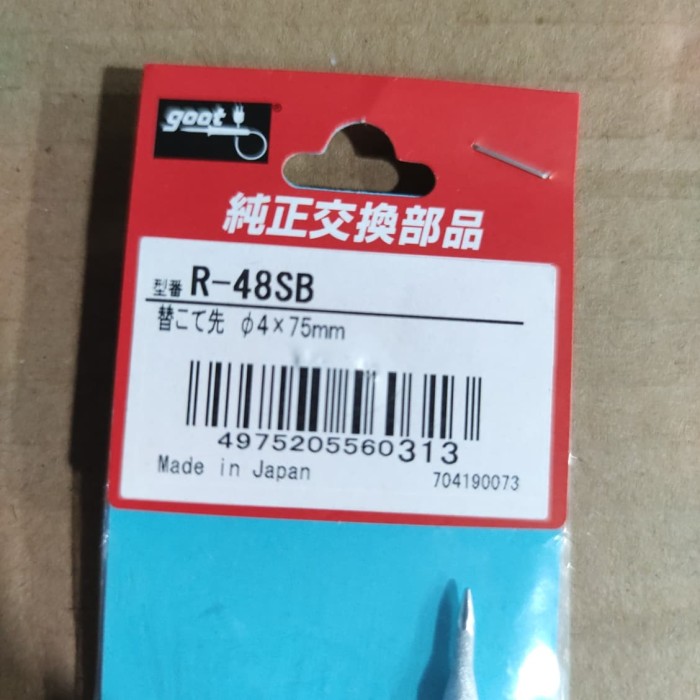 goot
純正交換部品
型番 R-48SB
替こて先 φ4×75mm
4975205560313
Made in Japan
704190073